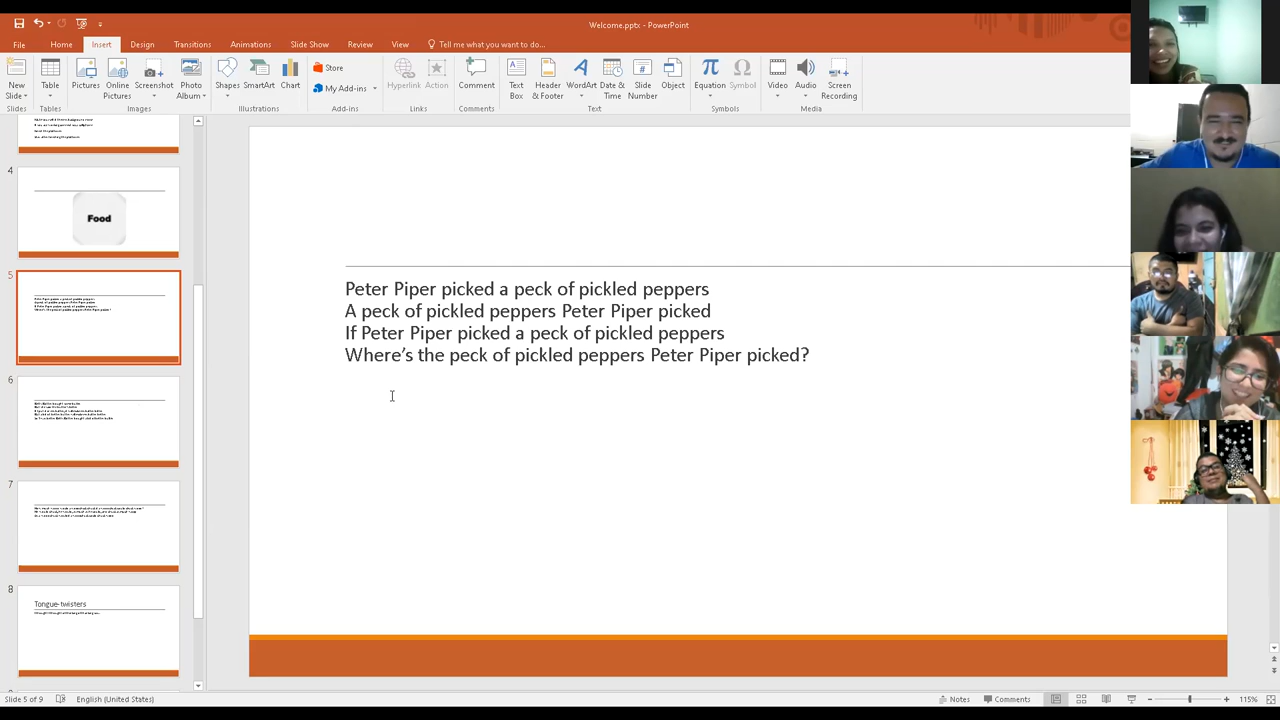 Welcome.pptx - PowerPoint
File Home Insert Design Transitions Animations Slide Show Review View Tell me what you want to do...
New Slide
Table
Pictures
Online Pictures
Screenshot
Photo Album
Shapes
SmartArt
Chart
Store
My Add-ins
Hyperlink
Action
Comment
Text Box
Header & Footer
WordArt
Date & Time
Slide Number
Object
Equation
Symbol
Video
Audio
Screen Recording
Slides Tables Images Illustrations Add-ins Links Comments Text Symbols Media
4
Food
5
6
7
8
Tongue-twisters
Peter Piper picked a peck of pickled peppers
A peck of pickled peppers Peter Piper picked
If Peter Piper picked a peck of pickled peppers
Where's the peck of pickled peppers Peter Piper picked?
Slide 5 of 9 English (United States) Notes Comments 115%